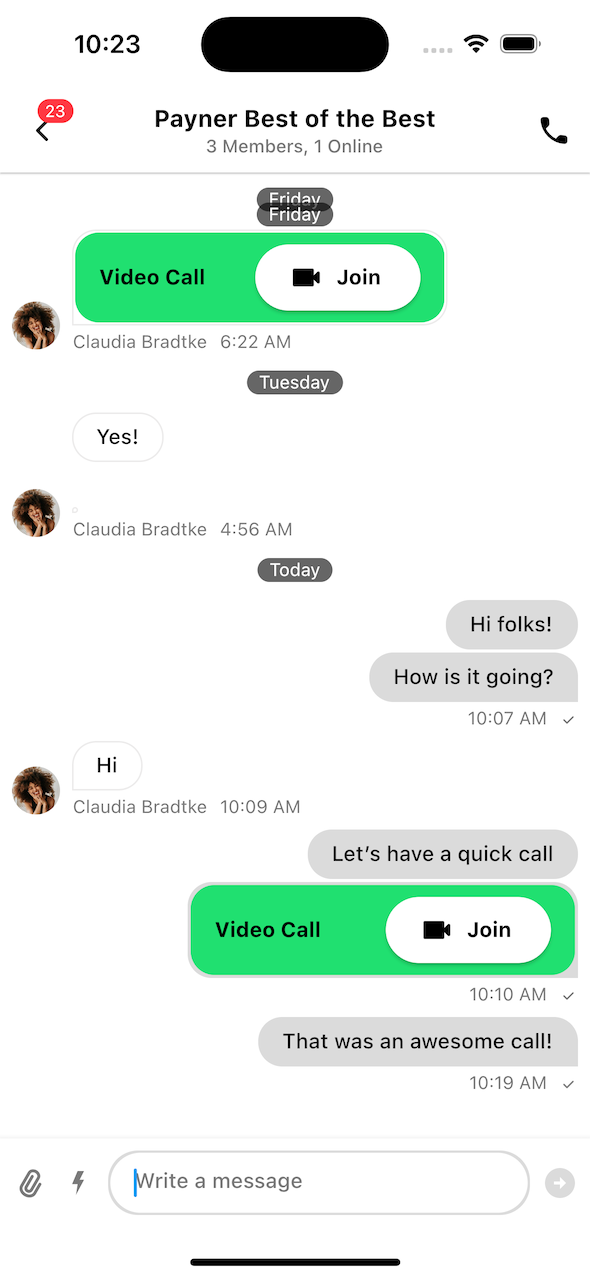 10:23
23
Payner Best of the Best
3 Members, 1 Online
Friday
Friday
Video Call
Join
Claudia Bradtke 6:22 AM
Tuesday
Yes!
Claudia Bradtke 4:56 AM
Today
Hi folks!
How is it going?
10:07 AM
Hi
Claudia Bradtke 10:09 AM
Let’s have a quick call
Video Call
Join
10:10 AM
That was an awesome call!
10:19 AM
Write a message